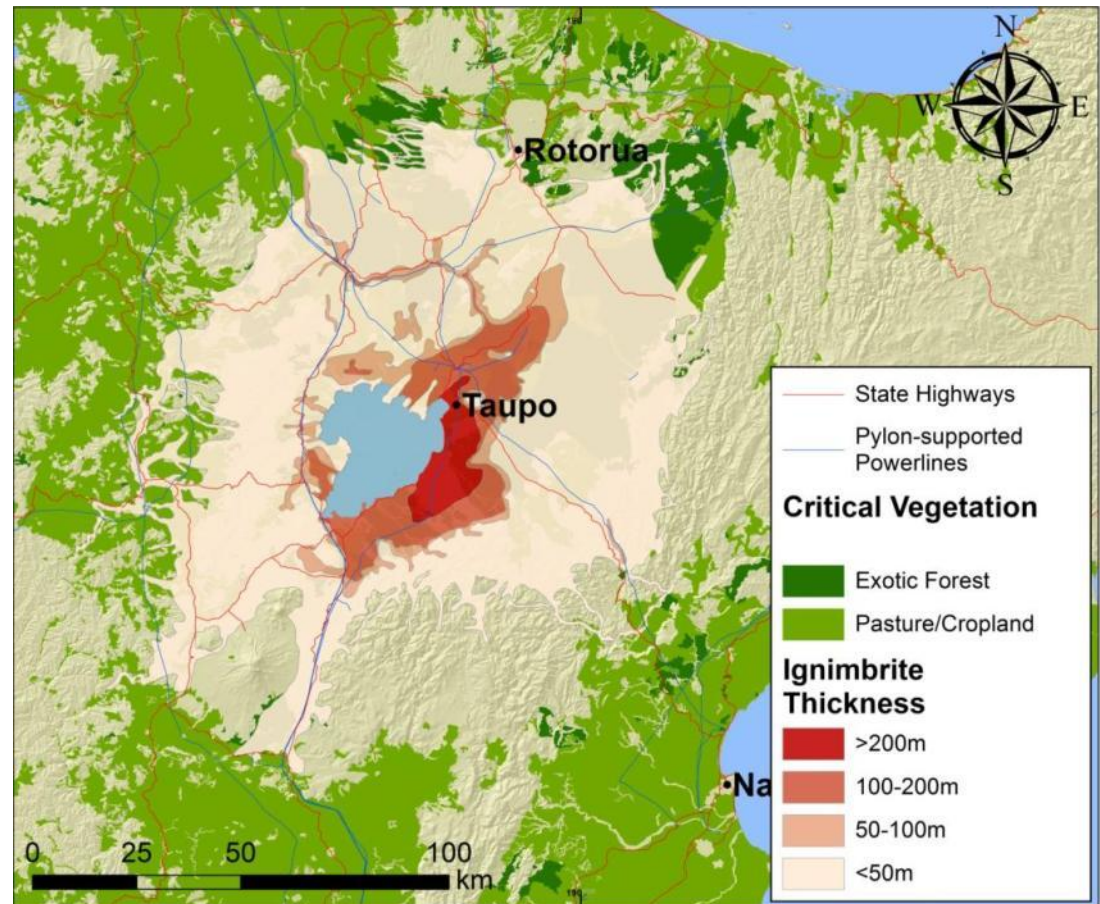 N
W
E
S
Rotorua
Taupo
Na
State Highways
Pylon-supported
Powerlines
Critical Vegetation
Exotic Forest
Pasture/Cropland
Ignimbrite
Thickness
>200m
100-200m
50-100m
<50m
0 25 50 100
km